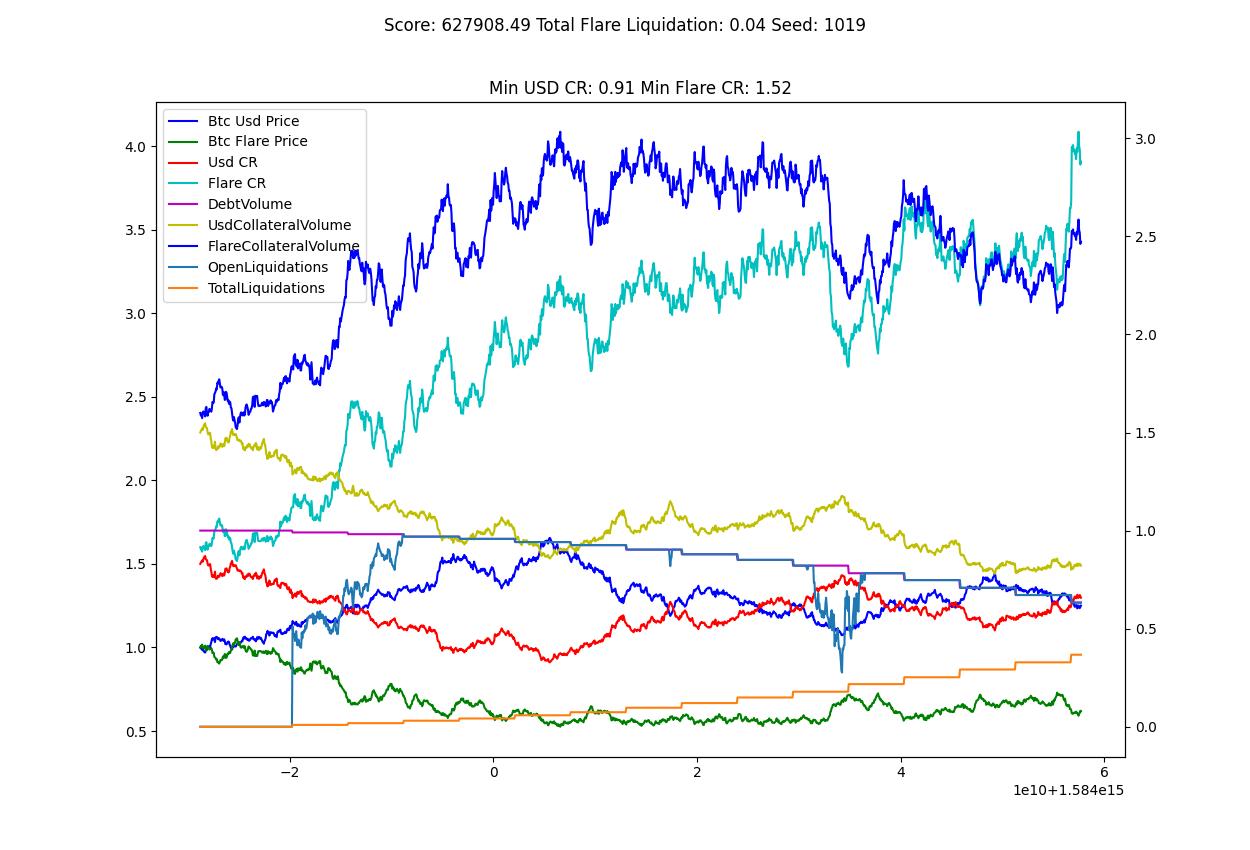 Score: 627908.49 Total Flare Liquidation: 0.04 Seed: 1019
Min USD CR: 0.91 Min Flare CR: 1.52
Btc Usd Price
Btc Flare Price
Usd CR
Flare CR
DebtVolume
UsdCollateralVolume
FlareCollateralVolume
OpenLiquidations
TotalLiquidations
4.0
3.5
3.0
2.5
2.0
1.5
1.0
0.5
3.0
2.5
2.0
1.5
1.0
0.5
0.0
−2 0 2 4 6
1e10+1.584e15